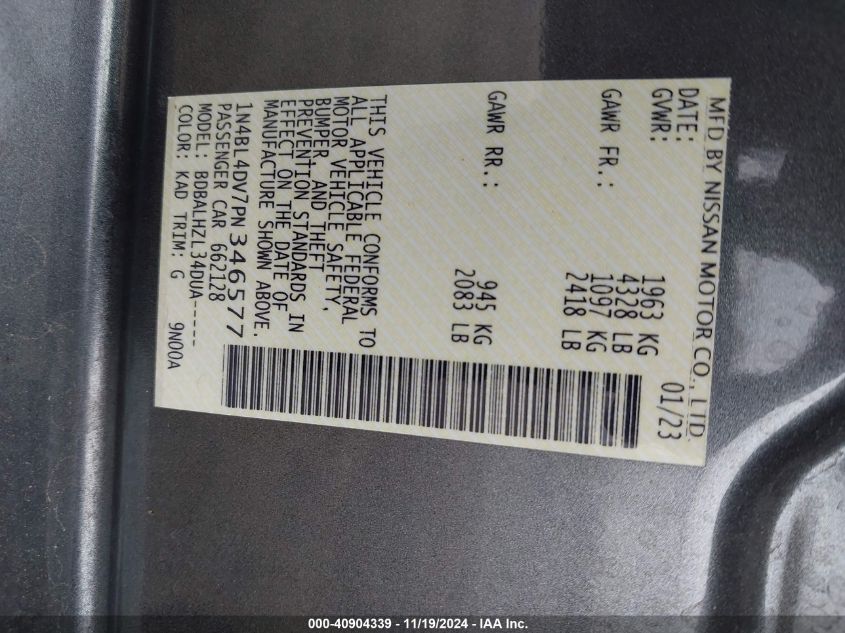 MFD BY NISSAN MOTOR CO., LTD.
DATE: 01/23
GVWR: 1963 KG
4328 LB
GAWR FR.: 1097 KG
2418 LB
GAWR RR.: 945 KG
2083 LB
THIS VEHICLE CONFORMS TO
ALL APPLICABLE FEDERAL
MOTOR VEHICLE SAFETY,
BUMPER, AND THEFT
PREVENTION STANDARDS IN
EFFECT ON THE DATE OF
MANUFACTURE SHOWN ABOVE.
1N4BL4DV7PN346577
PASSENGER CAR 662128
MODEL: BDBALHZL34DUA-----
COLOR: KAD TRIM: G 9N00A
000-40904339 - 11/19/2024 - IAA Inc.